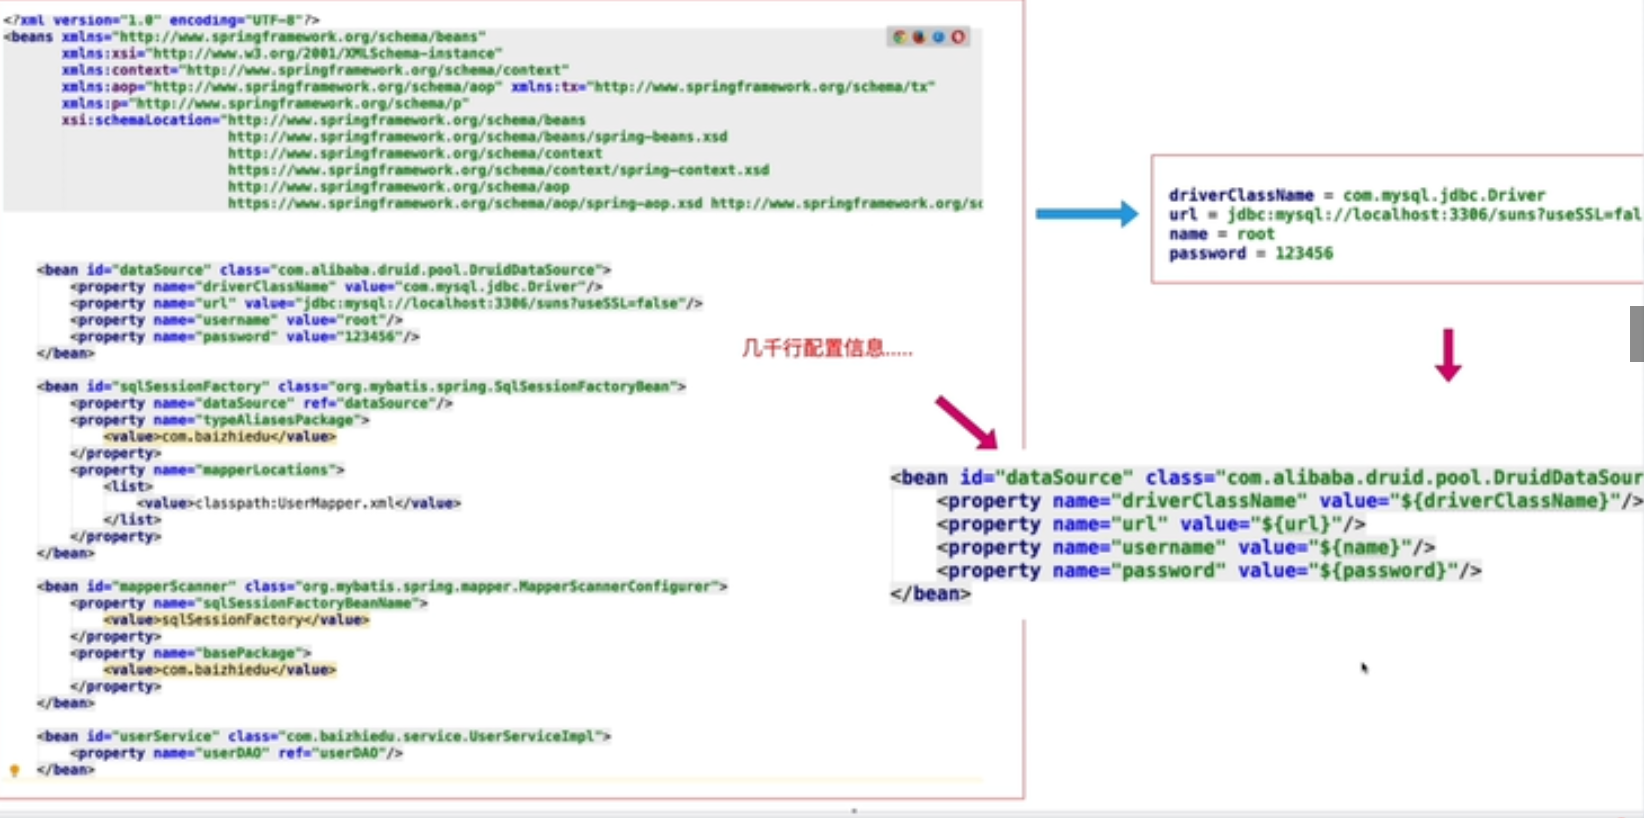 <?xml version="1.0" encoding="UTF-8"?>
<beans xmlns="http://www.springframework.org/schema/beans"
xmlns:xsi="http://www.w3.org/2001/XMLSchema-instance"
xmlns:context="http://www.springframework.org/schema/context"
xmlns:aop="http://www.springframework.org/schema/aop" xmlns:tx="http://www.springframework.org/schema/tx"
xmlns:p="http://www.springframework.org/schema/p"
xsi:schemaLocation="http://www.springframework.org/schema/beans
http://www.springframework.org/schema/beans/spring-beans.xsd
http://www.springframework.org/schema/context
https://www.springframework.org/schema/context/spring-context.xsd
http://www.springframework.org/schema/aop
https://www.springframework.org/schema/aop/spring-aop.xsd http://www.springframework.org/sc
<bean id="dataSource" class="com.alibaba.druid.pool.DruidDataSource">
<property name="driverClassName" value="com.mysql.jdbc.Driver"/>
<property name="url" value="jdbc:mysql://localhost:3306/suns?useSSL=false"/>
<property name="username" value="root"/>
<property name="password" value="123456"/>
</bean>
<bean id="sqlSessionFactory" class="org.mybatis.spring.SqlSessionFactoryBean">
<property name="dataSource" ref="dataSource"/>
<property name="typeAliasesPackage">
<value>com.baizhiedu</value>
</property>
<property name="mapperLocations">
<list>
<value>classpath:UserMapper.xml</value>
</list>
</property>
</bean>
<bean id="mapperScanner" class="org.mybatis.spring.mapper.MapperScannerConfigurer">
<property name="sqlSessionFactoryBeanName">
<value>sqlSessionFactory</value>
</property>
<property name="basePackage">
<value>com.baizhiedu</value>
</property>
</bean>
<bean id="userService" class="com.baizhiedu.service.UserServiceImpl">
<property name="userDAO" ref="userDAO"/>
</bean>
几千行配置信息.....
driverClassName = com.mysql.jdbc.Driver
url = jdbc:mysql://localhost:3306/suns?useSSL=fal
name = root
password = 123456
<bean id="dataSource" class="com.alibaba.druid.pool.DruidDataSour
<property name="driverClassName" value="${driverClassName}"/>
<property name="url" value="${url}"/>
<property name="username" value="${name}"/>
<property name="password" value="${password}"/>
</bean>